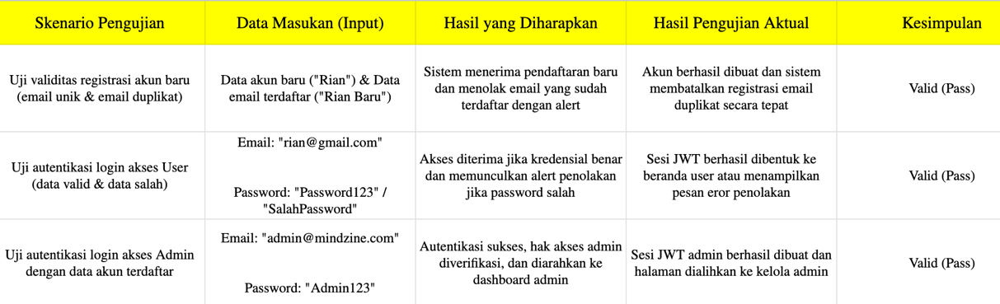 Skenario Pengujian
Data Masukan (Input)
Hasil yang Diharapkan
Hasil Pengujian Aktual
Kesimpulan
Uji validitas registrasi akun baru
(email unik & email duplikat)
Data akun baru ("Rian") & Data
email terdaftar ("Rian Baru")
Sistem menerima pendaftaran baru
dan menolak email yang sudah
terdaftar dengan alert
Akun berhasil dibuat dan sistem
membatalkan registrasi email
duplikat secara tepat
Valid (Pass)
Uji autentikasi login akses User
(data valid & data salah)
Email: "rian@gmail.com"
Password: "Password123" /
"SalahPassword"
Akses diterima jika kredensial benar
dan memunculkan alert penolakan
jika password salah
Sesi JWT berhasil dibentuk ke
beranda user atau menampilkan
pesan eror penolakan
Valid (Pass)
Uji autentikasi login akses Admin
dengan data akun terdaftar
Email: "admin@mindzine.com"
Password: "Admin123"
Autentikasi sukses, hak akses admin
diverifikasi, dan diarahkan ke
dashboard admin
Sesi JWT admin berhasil dibuat dan
halaman dialihkan ke kelola admin
Valid (Pass)